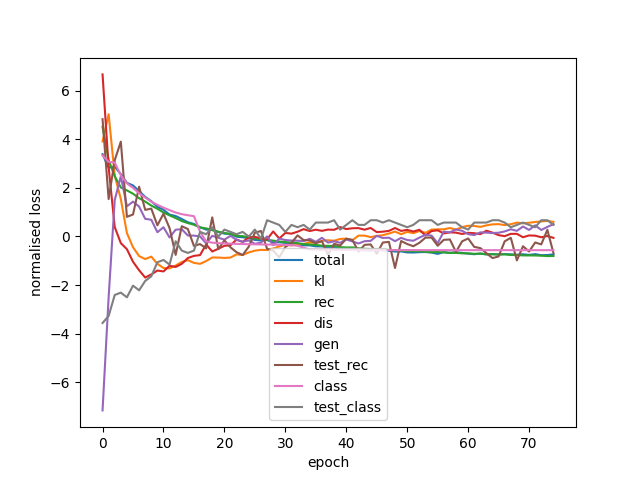 normalised loss
6
4
2
0
−2
−4
−6
total
kl
rec
dis
gen
test_rec
class
test_class
0
10
20
30
40
50
60
70
epoch